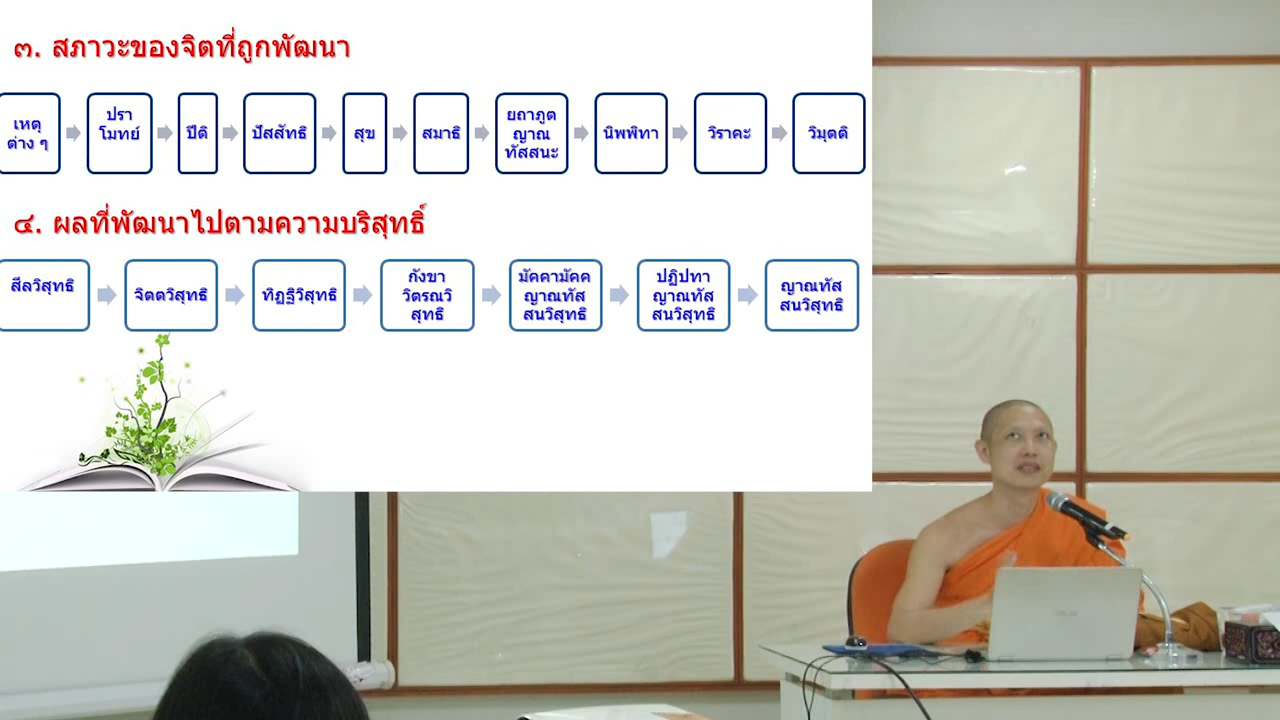 ๓. สภาวะของจิตที่ถูกพัฒนา
เหตุ
ต่าง ๆ
ปรา
โมทย์
ปีติ
ปัสสัทธิ
สุข
สมาธิ
ยถาภูต
ญาณ
ทัสสนะ
นิพพิทา
วิราคะ
วิมุตติ
๔. ผลที่พัฒนาไปตามความบริสุทธิ์
สีลวิสุทธิ
จิตตวิสุทธิ
ทิฏฐิวิสุทธิ
กังขา
วิตรณวิ
สุทธิ
มัคคามัคค
ญาณทัส
สนวิสุทธิ
ปฏิปทา
ญาณทัส
สนวิสุทธิ
ญาณทัส
สนวิสุทธิ